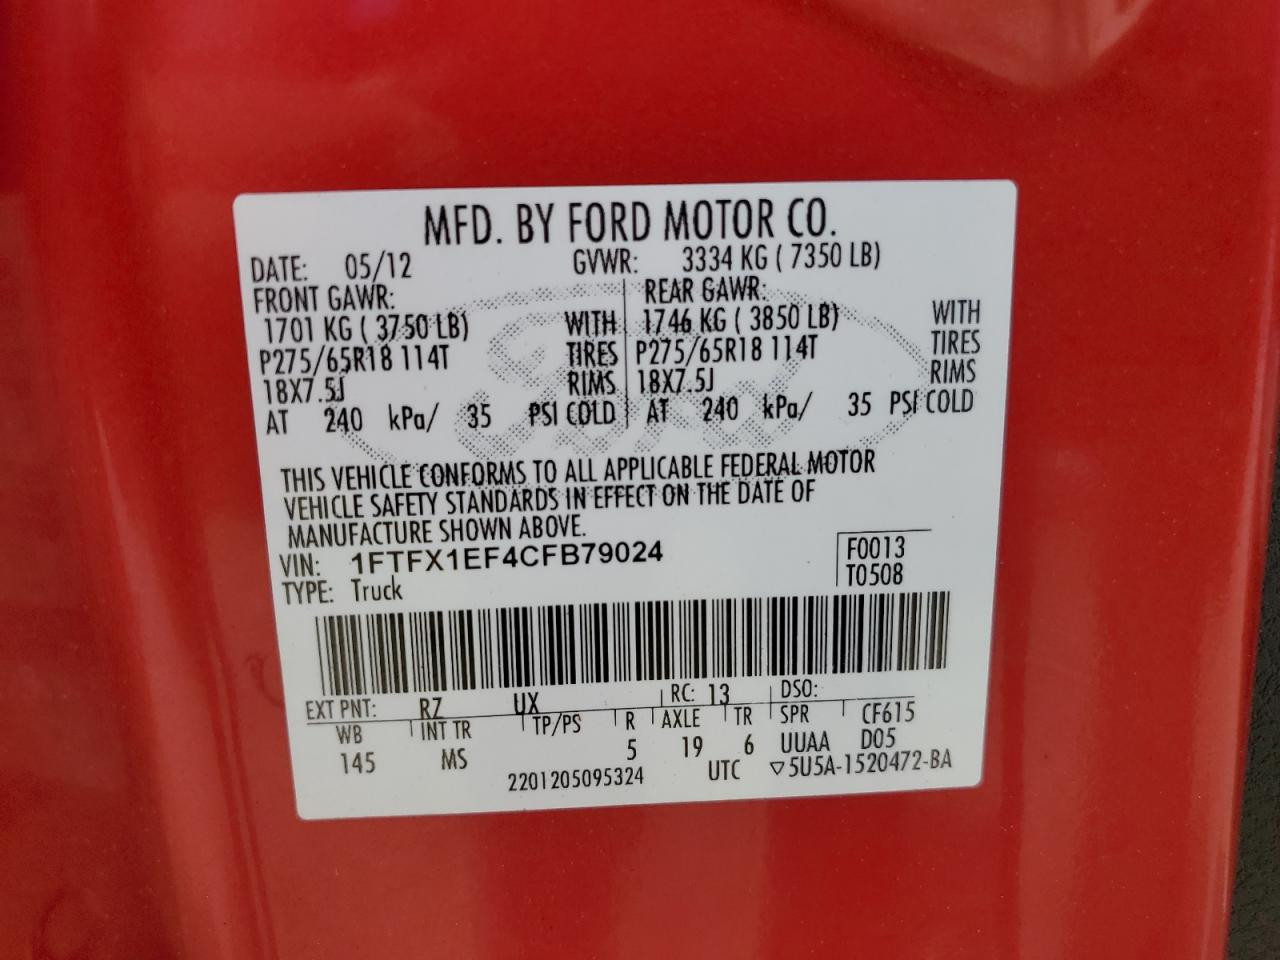 MFD. BY FORD MOTOR CO.
DATE: 05/12 GVWR: 3334 KG ( 7350 LB)
FRONT GAWR: REAR GAWR:
1701 KG ( 3750 LB) WITH 1746 KG ( 3850 LB) WITH
P275/65R18 114T TIRES P275/65R18 114T TIRES
18X7.5J RIMS 18X7.5J RIMS
AT 240 kPa/ 35 PSI COLD AT 240 kPa/ 35 PSI COLD
Ford
THIS VEHICLE CONFORMS TO ALL APPLICABLE FEDERAL MOTOR
VEHICLE SAFETY STANDARDS IN EFFECT ON THE DATE OF
MANUFACTURE SHOWN ABOVE.
VIN: 1FTFX1EF4CFB79024 F0013
TYPE: Truck T0508
EXT PNT: RZ UX RC: 13 DSO:
WB INT TR TP/PS R AXLE TR SPR CF615
145 MS 5 19 6 UUAA D05
2201205095324 UTC ▽5U5A-1520472-BA